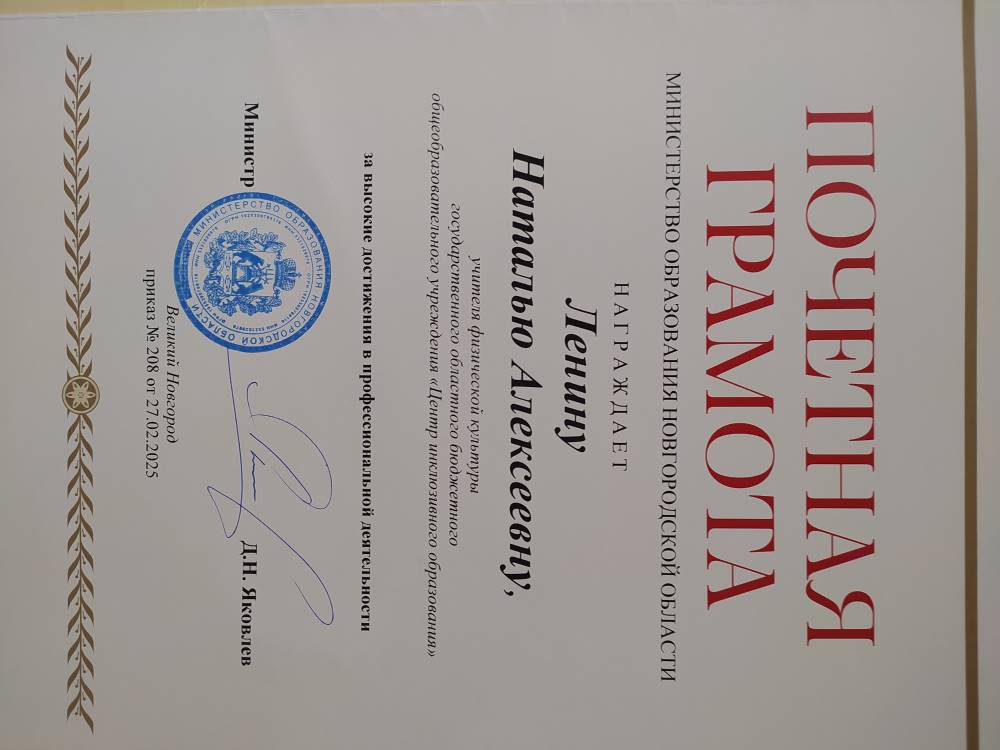 ПОЧЕТНАЯ
ГРАМОТА
МИНИСТЕРСТВО ОБРАЗОВАНИЯ НОВГОРОДСКОЙ ОБЛАСТИ
НАГРАЖДАЕТ
Ленину
Наталью Алексеевну,
учителя физической культуры
государственного областного бюджетного
общеобразовательного учреждения «Центр инклюзивного образования»
за высокие достижения в профессиональной деятельности
Министр
Д.Н. Яковлев
МИНИСТЕРСТВО ОБРАЗОВАНИЯ НОВГОРОДСКОЙ ОБЛАСТИ
Великий Новгород
приказ № 208 от 27.02.2025